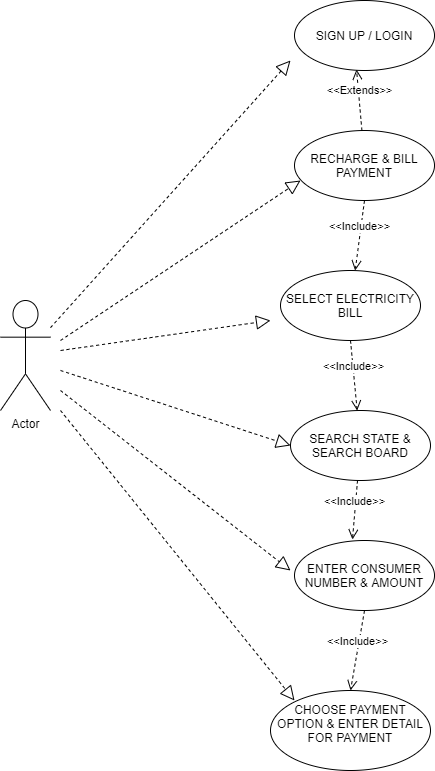 SIGN UP / LOGIN
<<Extends>>
RECHARGE & BILL
PAYMENT
<<Include>>
SELECT ELECTRICITY
BILL
<<Include>>
Actor
SEARCH STATE &
SEARCH BOARD
<<Include>>
ENTER CONSUMER
NUMBER & AMOUNT
<<Include>>
CHOOSE PAYMENT
OPTION & ENTER DETAIL
FOR PAYMENT